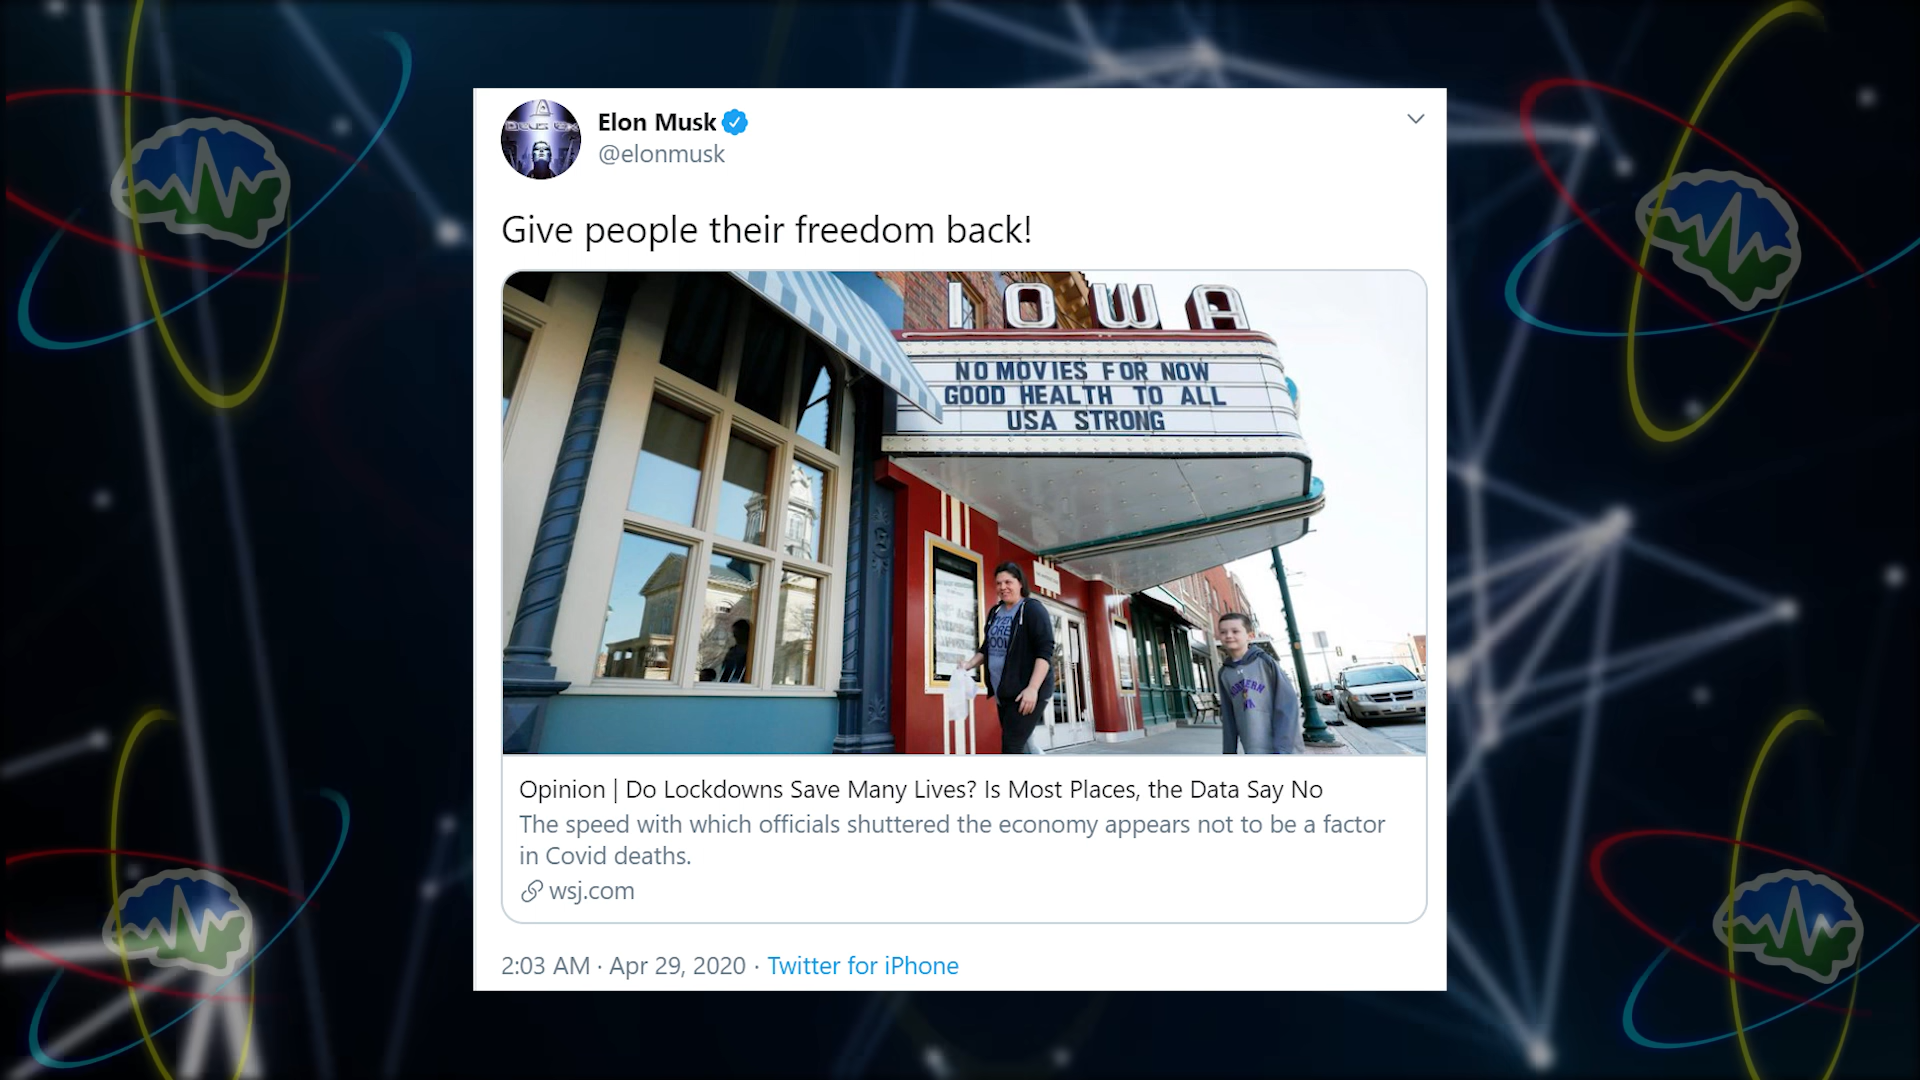 DEUS EX
Elon Musk
@elonmusk
Give people their freedom back!
IOWA
NO MOVIES FOR NOW
GOOD HEALTH TO ALL
USA STRONG
Opinion | Do Lockdowns Save Many Lives? Is Most Places, the Data Say No
The speed with which officials shuttered the economy appears not to be a factor
in Covid deaths.
wsj.com
2:03 AM · Apr 29, 2020 · Twitter for iPhone